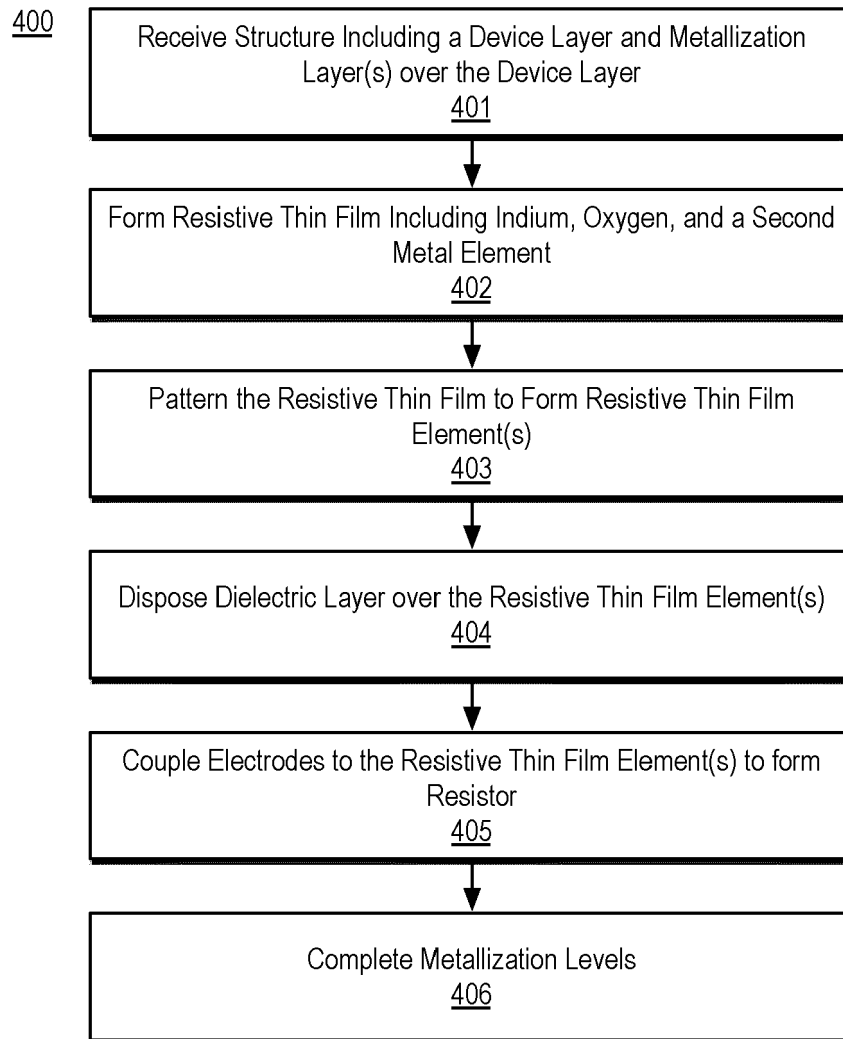 400
Receive Structure Including a Device Layer and Metallization
Layer(s) over the Device Layer
401
Form Resistive Thin Film Including Indium, Oxygen, and a Second
Metal Element
402
Pattern the Resistive Thin Film to Form Resistive Thin Film
Element(s)
403
Dispose Dielectric Layer over the Resistive Thin Film Element(s)
404
Couple Electrodes to the Resistive Thin Film Element(s) to form
Resistor
405
Complete Metallization Levels
406